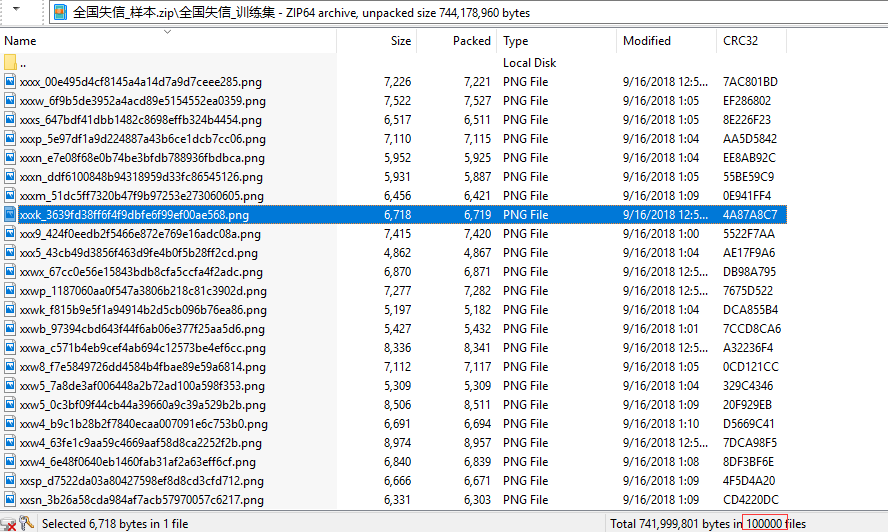 全国失信_样本.zip\全国失信_训练集 - ZIP64 archive, unpacked size 744,178,960 bytes
Name Size Packed Type Modified CRC32
.. Local Disk
xxxx_00e495d4cf8145a4a14d7a9d7ceee285.png 7,226 7,221 PNG File 9/16/2018 12:5... 7AC801BD
xxxw_6f9b5de3952a4acd89e5154552ea0359.png 7,522 7,527 PNG File 9/16/2018 1:05 EF286802
xxxs_647bdf41dbb1482c8698effb324b4454.png 6,517 6,511 PNG File 9/16/2018 1:05 8E226F23
xxxp_5e97df1a9d224887a43b6ce1dcb7cc06.png 7,110 7,115 PNG File 9/16/2018 1:04 AA5D5842
xxxn_e7e08f68e0b74be3bfdb788936fbdbca.png 5,952 5,925 PNG File 9/16/2018 1:04 EE8AB92C
xxxn_ddf6100848b94318959d33fc86545126.png 5,931 5,887 PNG File 9/16/2018 1:05 55BE59C9
xxxm_51dc5ff7320b47f9b97253e273060605.png 6,456 6,421 PNG File 9/16/2018 1:09 0E941FF4
xxxk_3639fd38ff6f4f9dbfe6f99ef00ae568.png 6,718 6,719 PNG File 9/16/2018 12:5... 4A87A8C7
xxx9_424f0eedb2f5466e872e769e16adc08a.png 7,415 7,420 PNG File 9/16/2018 1:00 5522F7AA
xxx5_43cb49d3856f463d9fe4b0f5b28ff2cd.png 4,862 4,867 PNG File 9/16/2018 1:04 AE17F9A6
xxwx_67cc0e56e15843bdb8cfa5ccfa4f2adc.png 6,870 6,871 PNG File 9/16/2018 12:5... DB98A795
xxwp_1187060aa0f547a3806b218c81c3902d.png 7,277 7,282 PNG File 9/16/2018 12:5... 7675D522
xxwk_f815b9e5f1a94914b2d5cb096b76ea86.png 5,197 5,182 PNG File 9/16/2018 1:04 DCA855B4
xxwb_97394cbd643f44f6ab06e377f25aa5d6.png 5,427 5,432 PNG File 9/16/2018 1:01 7CCD8CA6
xxwa_c571b4eb9cef4ab694c12573be4ef6cc.png 8,336 8,341 PNG File 9/16/2018 12:5... A32236F4
xxw8_f7e5849726dd4584b4fbae89e59a6814.png 7,112 7,117 PNG File 9/16/2018 1:05 0CD121CC
xxw5_7a8de3af006448a2b72ad100a598f353.png 5,309 5,309 PNG File 9/16/2018 1:04 329C4346
xxw5_0c3bf09f44cb44a39660a9c39a529b2b.png 8,506 8,511 PNG File 9/16/2018 1:09 20F929EB
xxw4_b9c1b28b2f7840ecaa007091e6c753b0.png 6,691 6,694 PNG File 9/16/2018 1:10 D5669C41
xxw4_63fe1c9aa59c4669aaf58d8ca2252f2b.png 8,974 8,957 PNG File 9/16/2018 12:5... 7DCA98F5
xxw4_6e48f0640eb1460fab31af2a63eff6cf.png 6,840 6,839 PNG File 9/16/2018 1:08 8DF3BF6E
xxsp_d7522da03a80427598ef8d8cd3cfd712.png 6,666 6,671 PNG File 9/16/2018 1:09 4F5D4A20
xxsn_3b26a58cda984af7acb57970057c6217.png 6,331 6,303 PNG File 9/16/2018 1:09 CD4220DC
Selected 6,718 bytes in 1 file Total 741,999,801 bytes in 100000 files